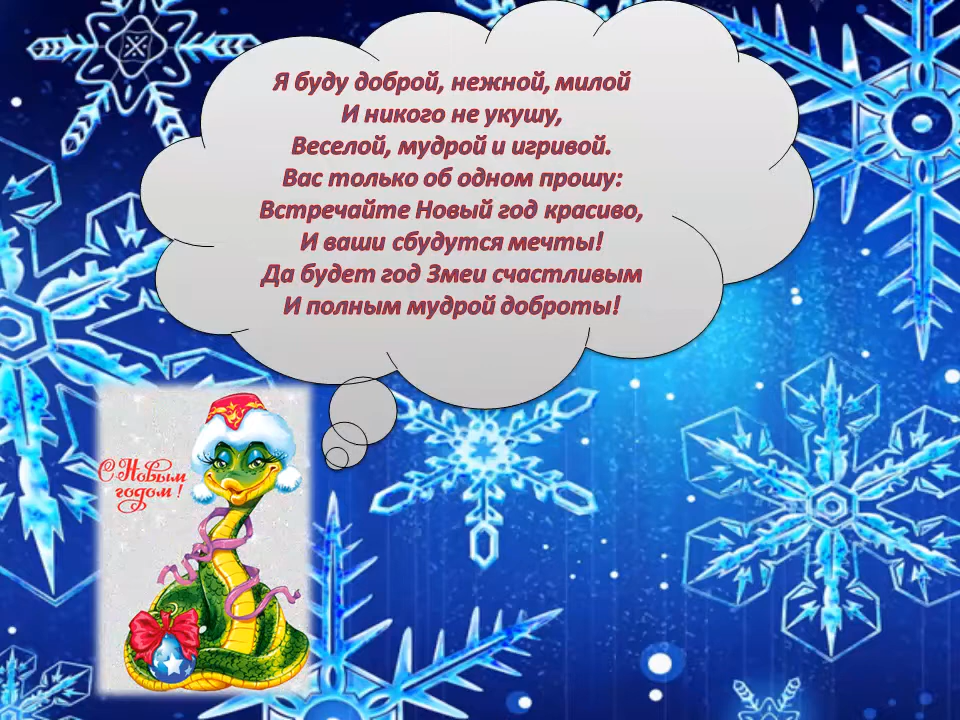 Я буду доброй, нежной, милой
И никого не укушу,
Веселой, мудрой и игривой.
Вас только об одном прошу:
Встречайте Новый год красиво,
И ваши сбудутся мечты!
Да будет год Змеи счастливым
И полным мудрой доброты!
С Новым
годом !